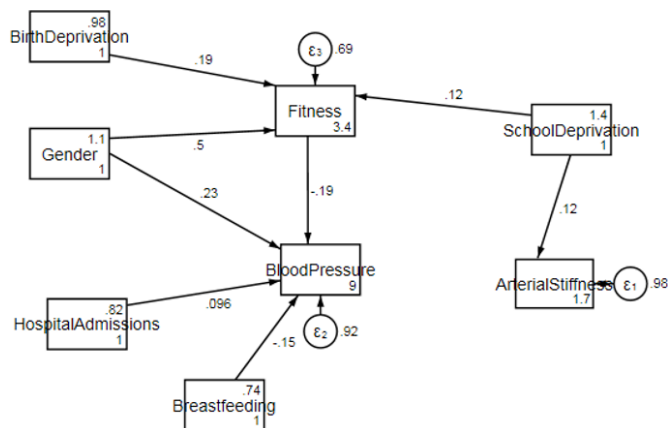 .98
BirthDeprivation
1
ε3 .69
.19
Fitness
3.4
.12
1.4
SchoolDeprivation
1
1.1
Gender
1
.5
.23
-.19
.12
BloodPressure
9
ArterialStiffness
1.7
ε1 .98
.82
HospitalAdmissions
1
.096
ε2 .92
-.15
.74
Breastfeeding
1